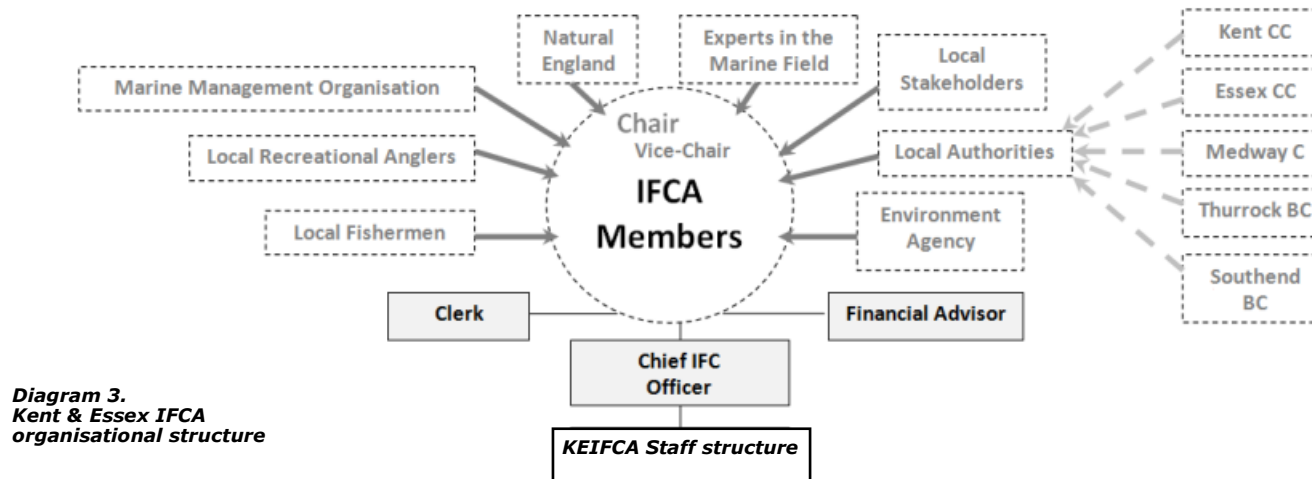 Natural
England
Experts in the
Marine Field
Local
Stakeholders
Kent CC
Marine Management Organisation
Essex CC
Chair
Vice-Chair
IFCA
Members
Local Recreational Anglers
Local Authorities
Medway C
Thurrock BC
Local Fishermen
Environment
Agency
Southend
BC
Clerk
Financial Advisor
Chief IFC
Officer
Diagram 3.
Kent & Essex IFCA
organisational structure
KEIFCA Staff structure